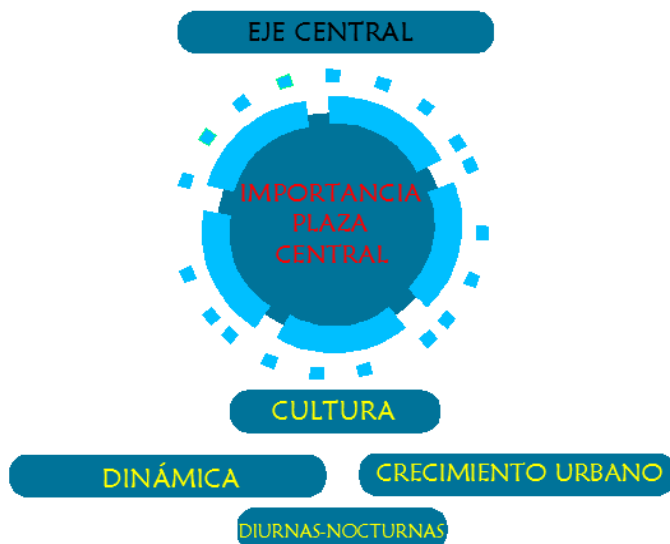 EJE CENTRAL
IMPORTANCIA
PLAZA
CENTRAL
CULTURA
DINÁMICA
CRECIMIENTO URBANO
DIURNAS-NOCTURNAS